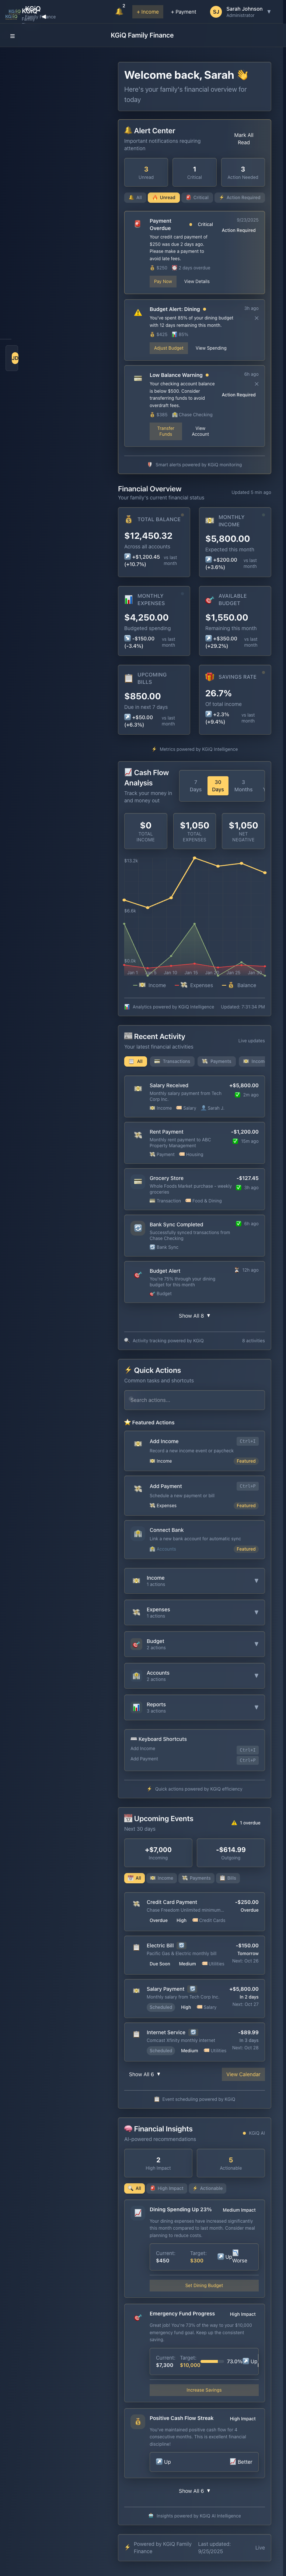 KGiQ
Family Finance
2
+ Income
+ Payment
SJ
Sarah Johnson
Administrator
KGiQ Family Finance
JD
Welcome back, Sarah 👋
Here's your family's financial overview for
today
🔔 Alert Center
Important notifications requiring
attention
Mark All
Read
3
Unread
1
Critical
3
Action Needed
All
Unread
Critical
Action Required
Payment
Overdue
Critical
9/23/2025
Action Required
Your credit card payment of
$250 was due 2 days ago.
Please make a payment to
avoid late fees.
$250
2 days overdue
Pay Now
View Details
Budget Alert: Dining
3h ago
You've spent 85% of your dining budget
with 12 days remaining this month.
$425
85%
Adjust Budget
View Spending
Low Balance Warning
6h ago
Your checking account balance
is below $500. Consider
transferring funds to avoid
overdraft fees.
Action Required
Chase Checking
Transfer
Funds
View
Account
Smart alerts powered by KGiQ monitoring
Financial Overview
Your family's current financial status
Updated 5 min ago
TOTAL BALANCE
$12,450.32
Across all accounts
+$1,200.45
(+10.7%)
vs last
month
MONTHLY
INCOME
$5,800.00
Expected this month
+$200.00
(+3.6%)
vs last
month
MONTHLY
EXPENSES
$4,250.00
Budgeted spending
-$150.00
(-3.4%)
vs last
month
AVAILABLE
BUDGET
$1,550.00
Remaining this month
+$350.00
(+29.2%)
vs last
month
UPCOMING
BILLS
$850.00
Due in next 7 days
+$50.00
(+6.3%)
vs last
month
SAVINGS RATE
26.7%
Of total income
+2.3%
(+9.4%)
vs last
month
Metrics powered by KGiQ intelligence
Cash Flow
Analysis
Track your money in
and money out
7
Days
30
Days
3
Months
$0
TOTAL
INCOME
$1,050
TOTAL
EXPENSES
$1,050
NET
NEGATIVE
$13.2k
$6.6k
$0.0k
Jan 1
Jan 5
Jan 10
Jan 15
Jan 20
Jan 25
Income
Expenses
Balance
Analytics powered by KGiQ intelligence
Updated: 7:31:34 PM
Recent Activity
Your latest financial activities
Live updates
All
Transactions
Payments
Income
Salary Received
+$5,800.00
Monthly salary payment from Tech
Corp Inc.
2m ago
Income
Salary
Sarah J.
Rent Payment
-$1,200.00
Monthly rent payment to ABC
Property Management
15m ago
Payment
Housing
Grocery Store
-$127.45
Whole Foods Market purchase - weekly
groceries
3h ago
Transaction
Food & Dining
Bank Sync Completed
6h ago
Successfully synced transactions from
Chase Checking
Bank Sync
Budget Alert
12h ago
You're 75% through your dining
budget for this month
Budget
Show All 8 ▼
Activity tracking powered by KGiQ
8 activities
⚡ Quick Actions
Common tasks and shortcuts
Search actions...
⭐ Featured Actions
Add Income
Record a new income event or paycheck
Income
Featured
Add Payment
Schedule a new payment or bill
Expenses
Featured
Connect Bank
Link a new bank account for automatic sync
Accounts
Featured
Income
1 actions
Expenses
1 actions
Budget
2 actions
Accounts
2 actions
Reports
3 actions
Keyboard Shortcuts
Add Income
Add Payment
Quick actions powered by KGiQ efficiency
Upcoming Events
Next 30 days
1 overdue
+$7,000
Incoming
-$614.99
Outgoing
All
Income
Payments
Bills
Credit Card Payment
-$250.00
Chase Freedom Unlimited minimum...
Overdue
Overdue
High
Credit Cards
Electric Bill
-$150.00
Pacific Gas & Electric monthly bill
Tomorrow
Due Soon
Medium
Utilities
Next: Oct 26
Salary Payment
+$5,800.00
Monthly salary from Tech Corp Inc.
In 2 days
Scheduled
High
Salary
Next: Oct 27
Internet Service
-$89.99
Comcast Xfinity monthly internet
In 3 days
Scheduled
Medium
Utilities
Next: Oct 28
Show All 6 ▼
View Calendar
Event scheduling powered by KGiQ
Financial Insights
AI-powered recommendations
KGiQ AI
2
High Impact
5
Actionable
All
High Impact
Actionable
Dining Spending Up 23%
Medium Impact
Your dining expenses have increased significantly
this month compared to last month. Consider meal
planning to reduce costs.
Current:
$450
Target:
$300
Up
Worse
Set Dining Budget
Emergency Fund Progress
High Impact
Great job! You're 73% of the way to your $10,000
emergency fund goal. Keep up the consistent
saving.
Current:
$7,300
Target:
$10,000
73.0%
Up
Increase Savings
Positive Cash Flow Streak
High Impact
You've maintained positive cash flow for 4
consecutive months. This is excellent financial
discipline!
Up
Better
Show All 6 ▼
Insights powered by KGiQ AI Intelligence
Powered by KGiQ Family
Finance
Last updated:
9/25/2025
Live